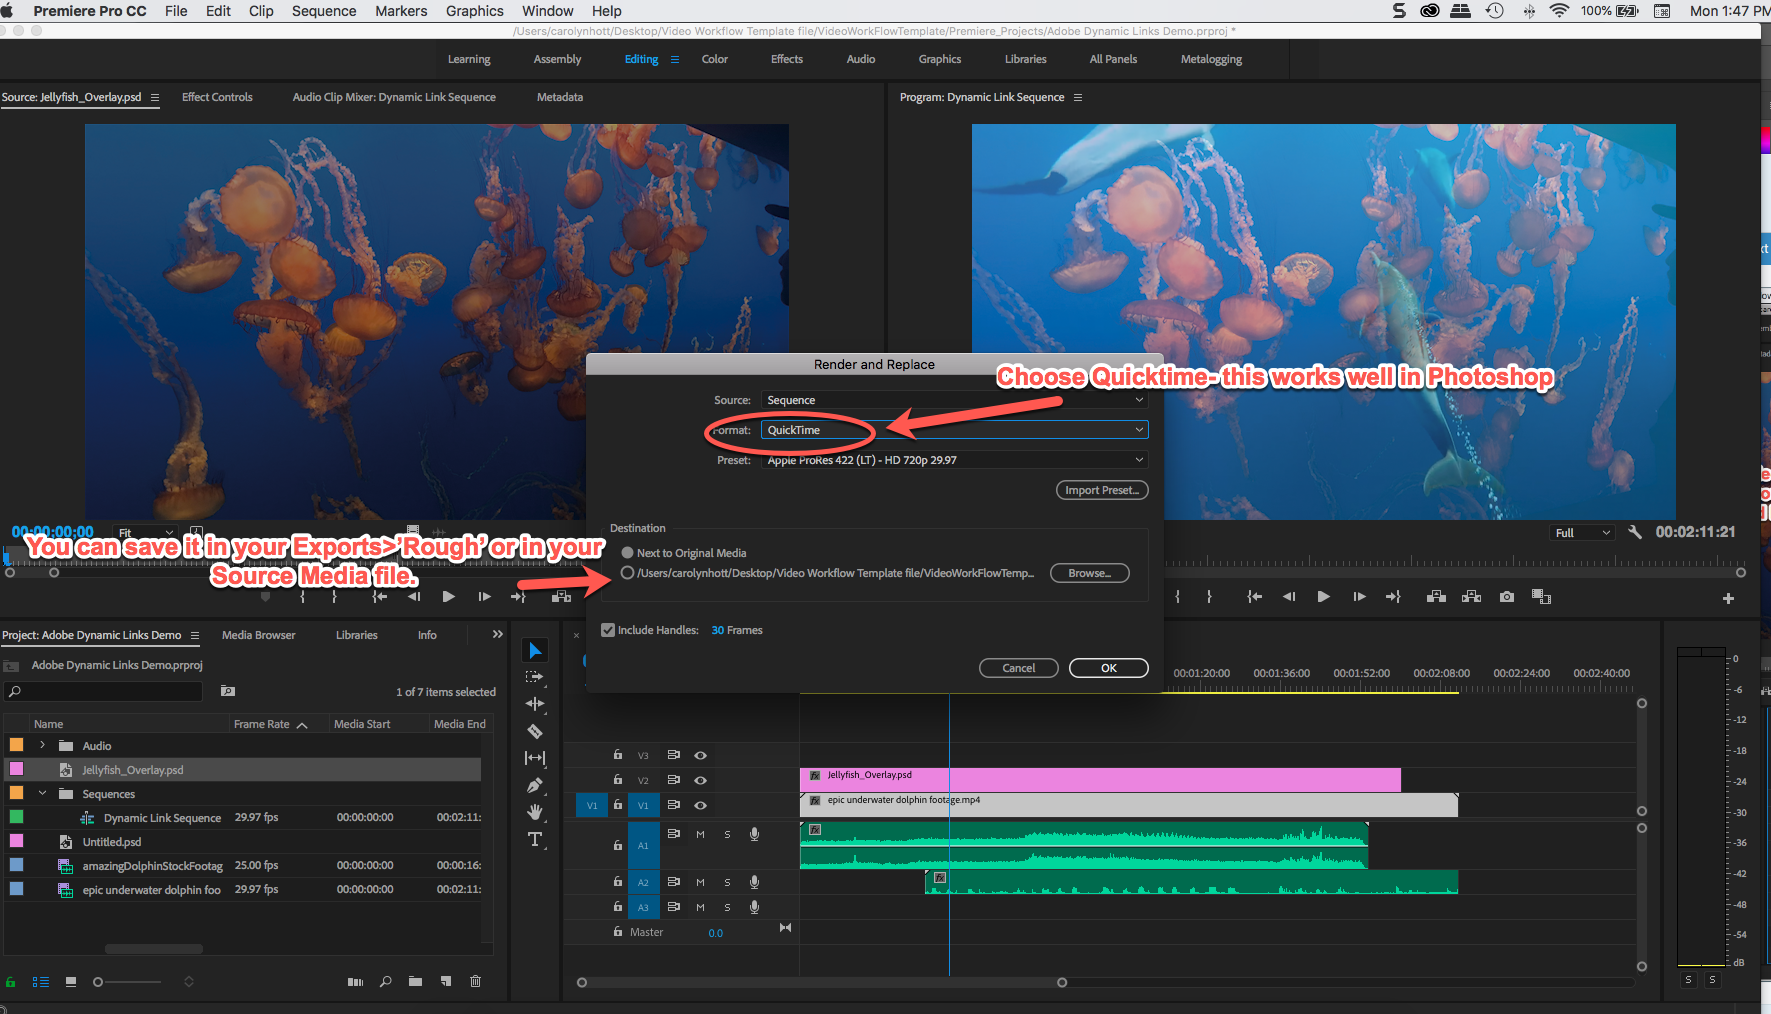 Premiere Pro CC File Edit Clip Sequence Markers Graphics Window Help 100% Mon 1:47 PM
/Users/carolynhott/Desktop/Video Workflow Template file/VideoWorkFlowTemplate/Premiere_Projects/Adobe Dynamic Links Demo.prproj *
Learning Assembly Editing Color Effects Audio Graphics Libraries All Panels Metalogging
Source: Jellyfish_Overlay.psd Effect Controls Audio Clip Mixer: Dynamic Link Sequence Metadata
Program: Dynamic Link Sequence
Render and Replace
Choose Quicktime- this works well in Photoshop
Source: Sequence
Format: QuickTime
Preset: Apple ProRes 422 (LT) - HD 720p 29.97
Import Preset...
Destination
Next to Original Media
/Users/carolynhott/Desktop/Video Workflow Template file/VideoWorkFlowTemp... Browse...
Include Handles: 30 Frames
Cancel OK
00;00;00;00 Fit
You can save it in your Exports>'Rough' or in your
Source Media file.
Full 00:02:11:21
Project: Adobe Dynamic Links Demo Media Browser Libraries Info
Adobe Dynamic Links Demo.prproj
1 of 7 items selected
Name Frame Rate Media Start Media End
Audio
Jellyfish_Overlay.psd
Sequences
Dynamic Link Sequence 29.97 fps 00:00:00:00 00:02:11:
Untitled.psd
amazingDolphinStockFootag 25.00 fps 00:00:00:00 00:00:16:
epic underwater dolphin foo 29.97 fps 00:00:00:00 00:02:11:
00:01:20:00 00:01:36:00 00:01:52:00 00:02:08:00 00:02:24:00 00:02:40:00
V3
V2 Jellyfish_Overlay.psd
V1 V1 epic underwater dolphin footage.mp4
A1 M S
A2 M S
A3 M S
Master 0.0
0
-6
-12
-18
-24
-30
-36
-42
-48
-54
dB
S S